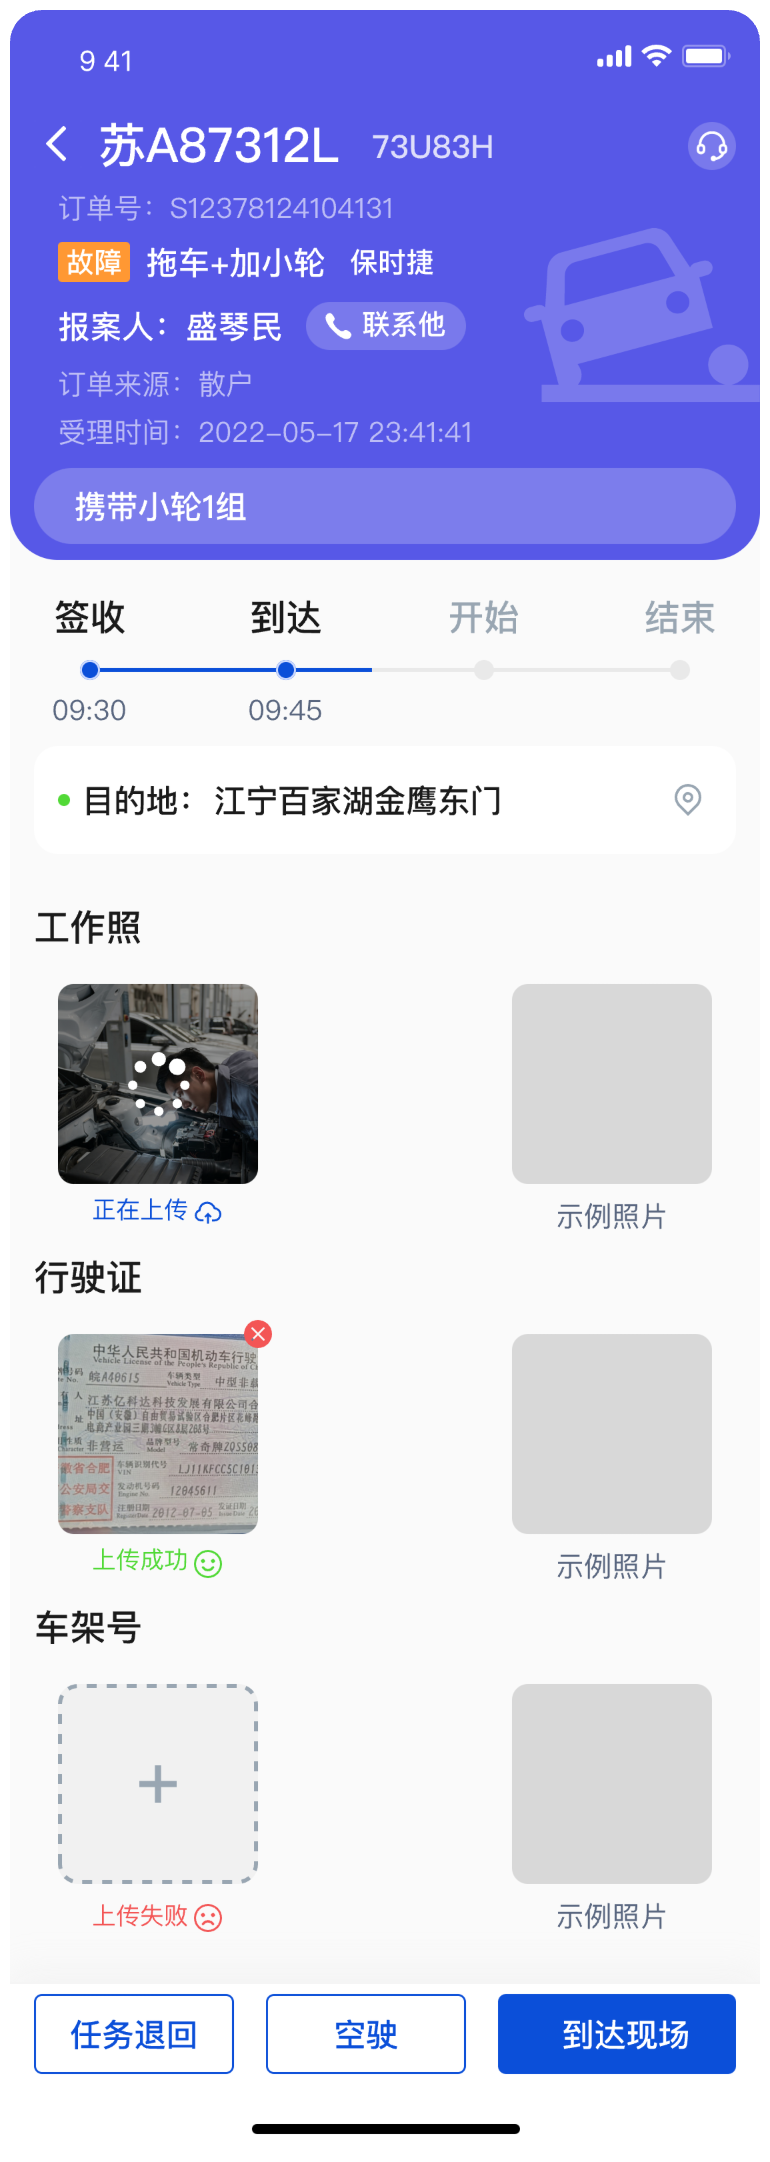 9 41
苏A87312L 73U83H
订单号：S12378124104131
故障 拖车+加小轮 保时捷
报案人：盛琴民 联系他
订单来源：散户
受理时间：2022-05-17 23:41:41
携带小轮1组
签收 到达 开始 结束
09:30 09:45
目的地：江宁百家湖金鹰东门
工作照
正在上传 示例照片
行驶证
中华人民共和国机动车行驶
Vehicle License of the People's Republic of C
号码 皖A40615 车辆类型 中型非载
Vehicle Type
有人 江苏亿科达科技发展有限公司合
址 中国（安徽）自由贸易试验区合肥片区花峰路
电商产业园三期3幢G区8层208号
性质 非营运 品牌型号 常奇牌ZQS508
Character Model
徽省合肥 车辆识别代号 LJ11KFCC5C101
VIN
公安局交 发动机号码 12045611
Engine No.
警察支队 注册日期 2012-07-05 发证日期 20
Register Date Issue Date
上传成功 示例照片
车架号
上传失败 示例照片
任务退回 空驶 到达现场